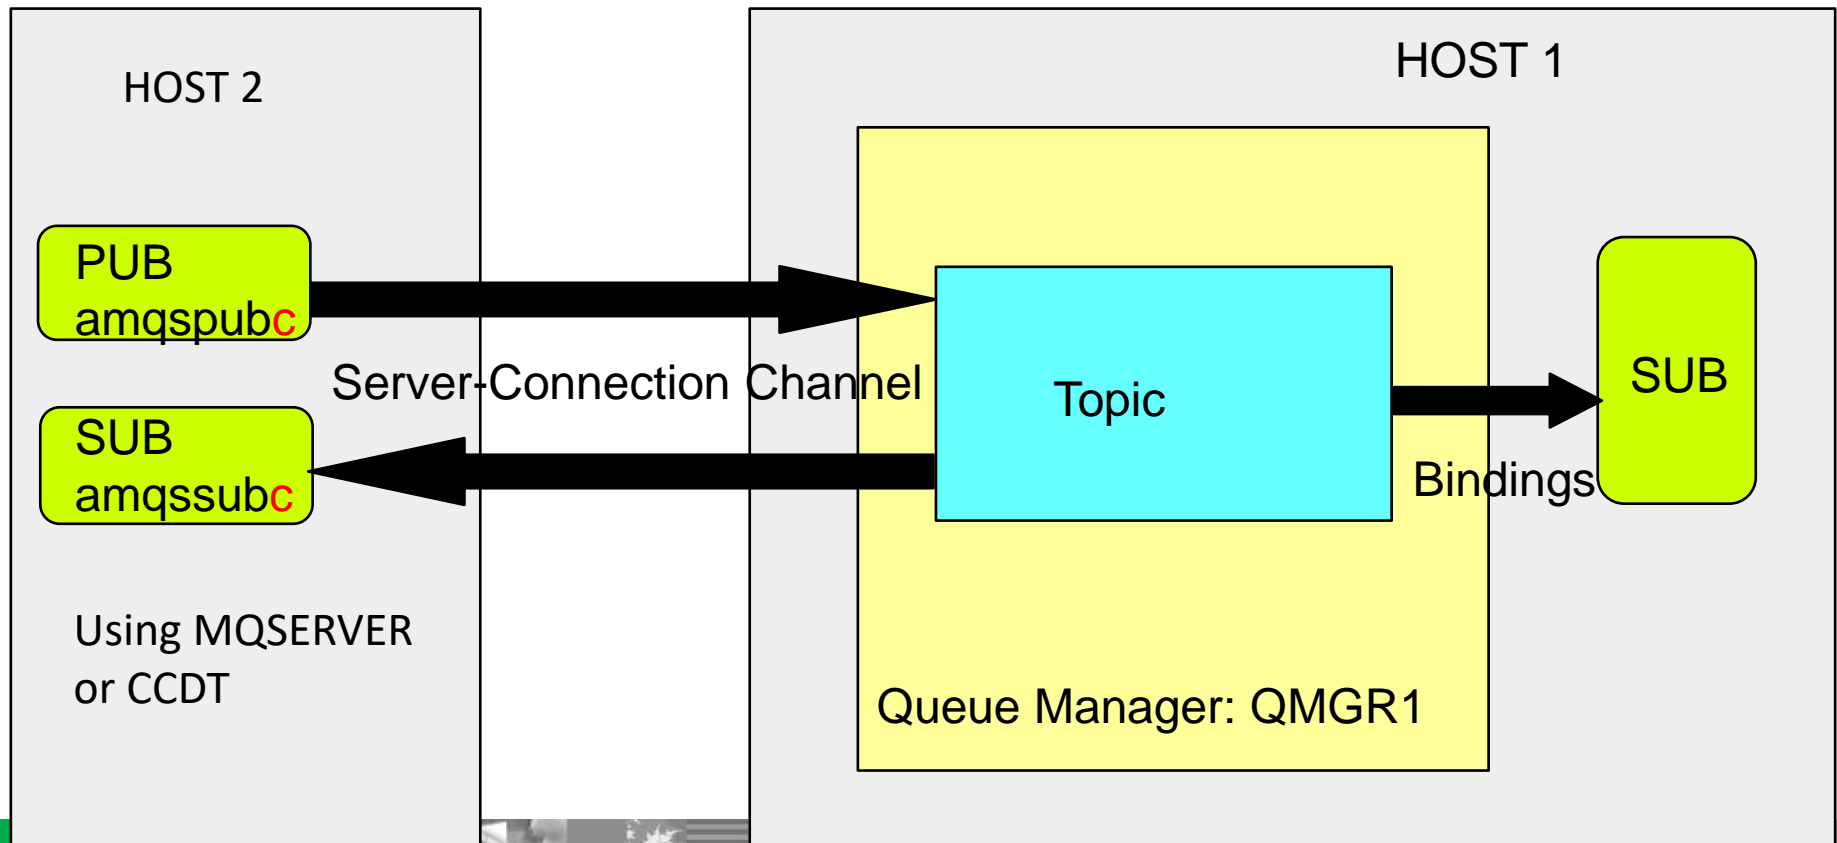 HOST 2
HOST 1
PUB
amqspubc
Server-Connection Channel
SUB
amqssubc
Topic
SUB
Bindings
Using MQSERVER
or CCDT
Queue Manager: QMGR1